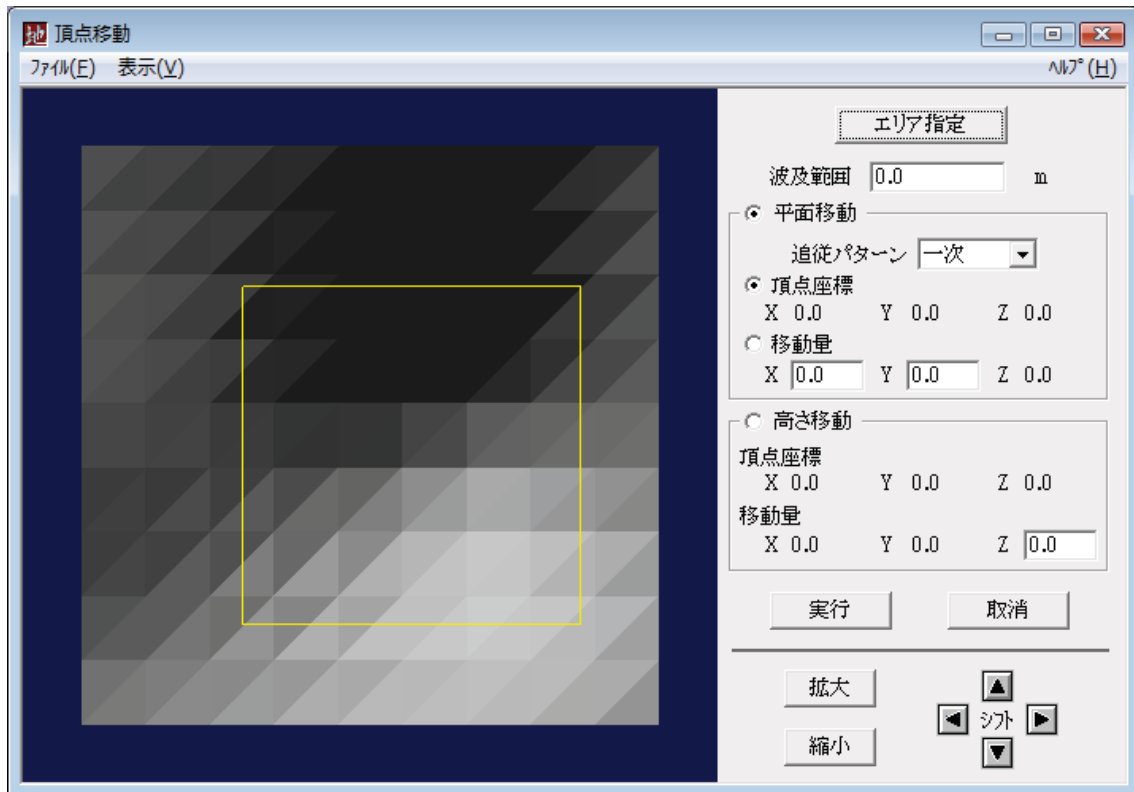 地 頂点移動
ﾌｧｲﾙ(F) 表示(V) ﾍﾙﾌﾟ(H)
エリア指定
波及範囲 0.0 m
平面移動
追従パターン 一次
頂点座標
X 0.0 Y 0.0 Z 0.0
移動量
X 0.0 Y 0.0 Z 0.0
高さ移動
頂点座標
X 0.0 Y 0.0 Z 0.0
移動量
X 0.0 Y 0.0 Z 0.0
実行 取消
拡大
シフト
縮小